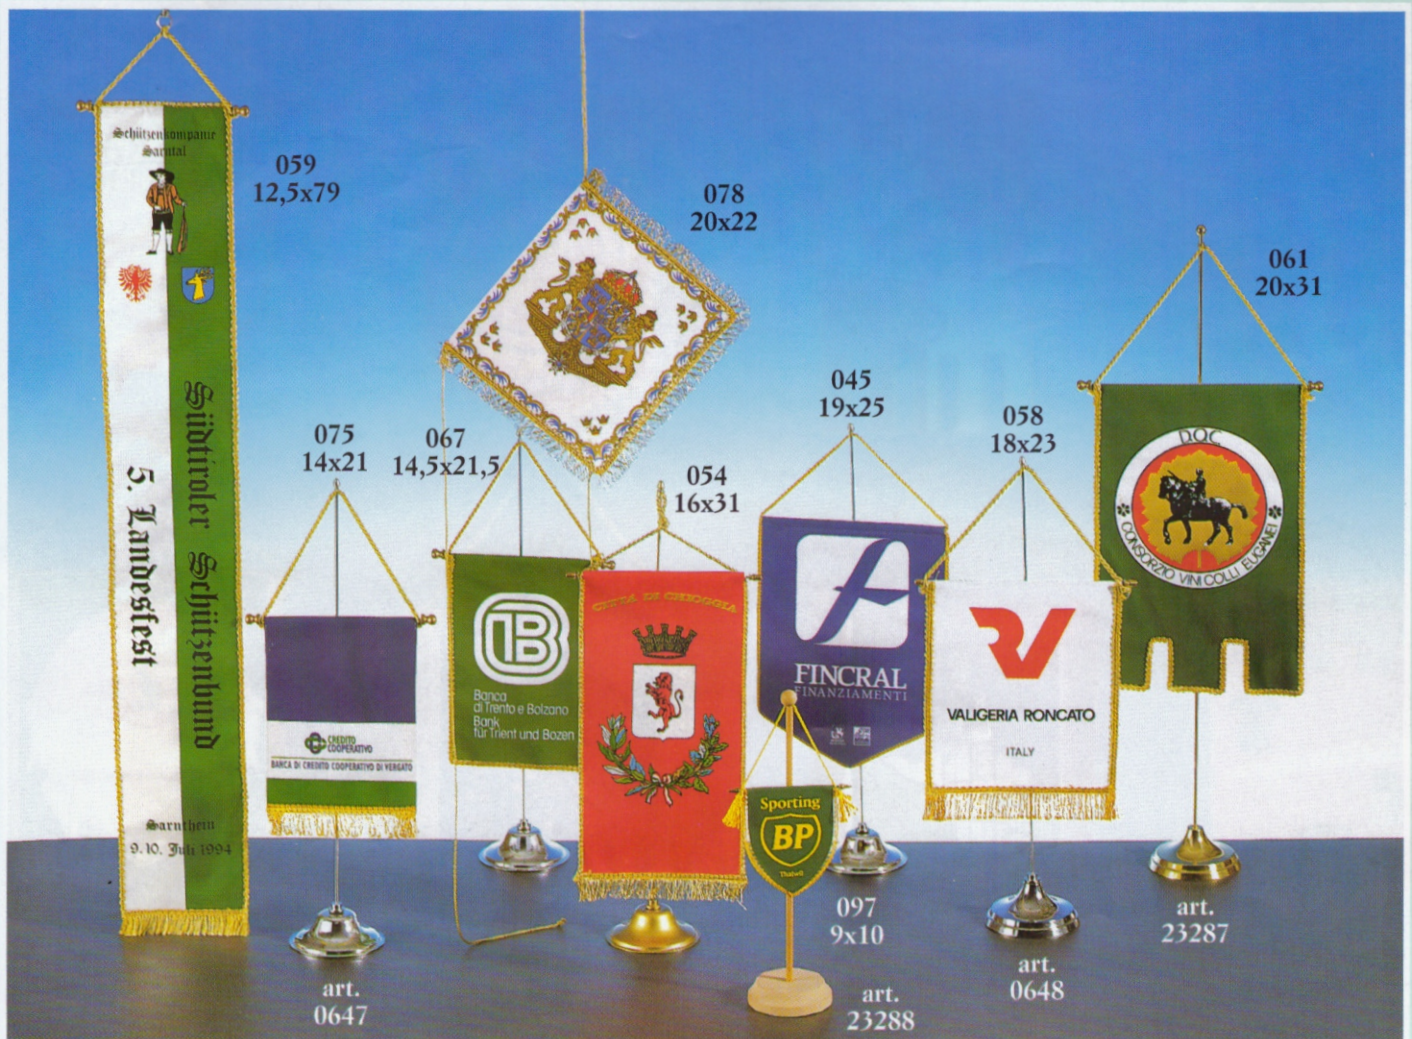 Schützenkompanie
Sarntal
Südtiroler Schützenbund
5. Landesfest
Sarnthein
9.10. Juli 1994
059
12,5x79
078
20x22
061
20x31
075
14x21
067
14,5x21,5
054
16x31
045
19x25
058
18x23
CREDITO
COOPERATIVO
BANCA DI CREDITO COOPERATIVO DI VERGATO
B
Banca
di Trento e Bolzano
Bank
für Trient und Bozen
CITTÀ DI CHIOGGIA
FINCRAL
FINANZIAMENTI
Sporting
BP
Thalwil
RV
VALIGERIA RONCATO
ITALY
D.O.C.
CONSORZIO VINI COLLI EUGANEI
097
9x10
art.
0647
art.
23288
art.
0648
art.
23287